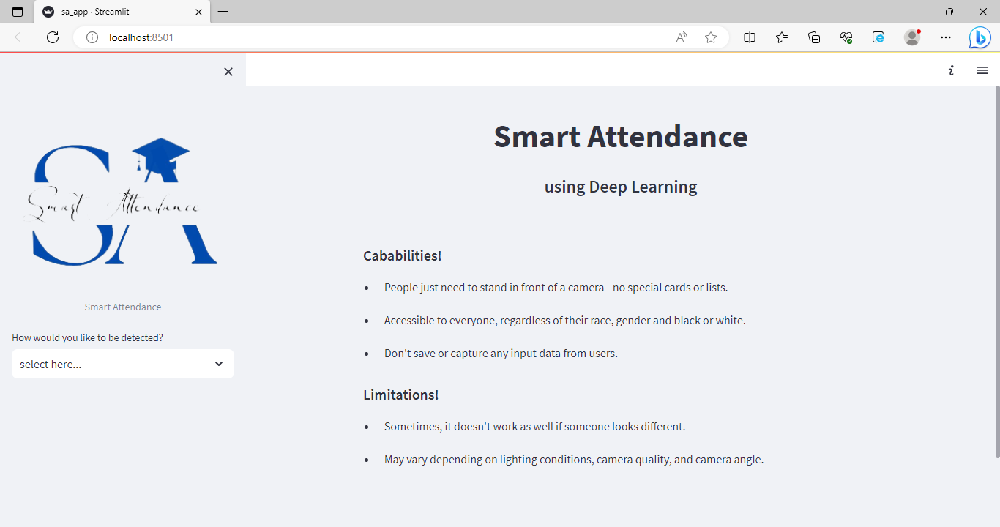 sa_app · Streamlit
localhost:8501
Smart Attendance
Smart Attendance
How would you like to be detected?
select here...
Smart Attendance
using Deep Learning
Cababilities!
• People just need to stand in front of a camera - no special cards or lists.
• Accessible to everyone, regardless of their race, gender and black or white.
• Don't save or capture any input data from users.
Limitations!
• Sometimes, it doesn't work as well if someone looks different.
• May vary depending on lighting conditions, camera quality, and camera angle.